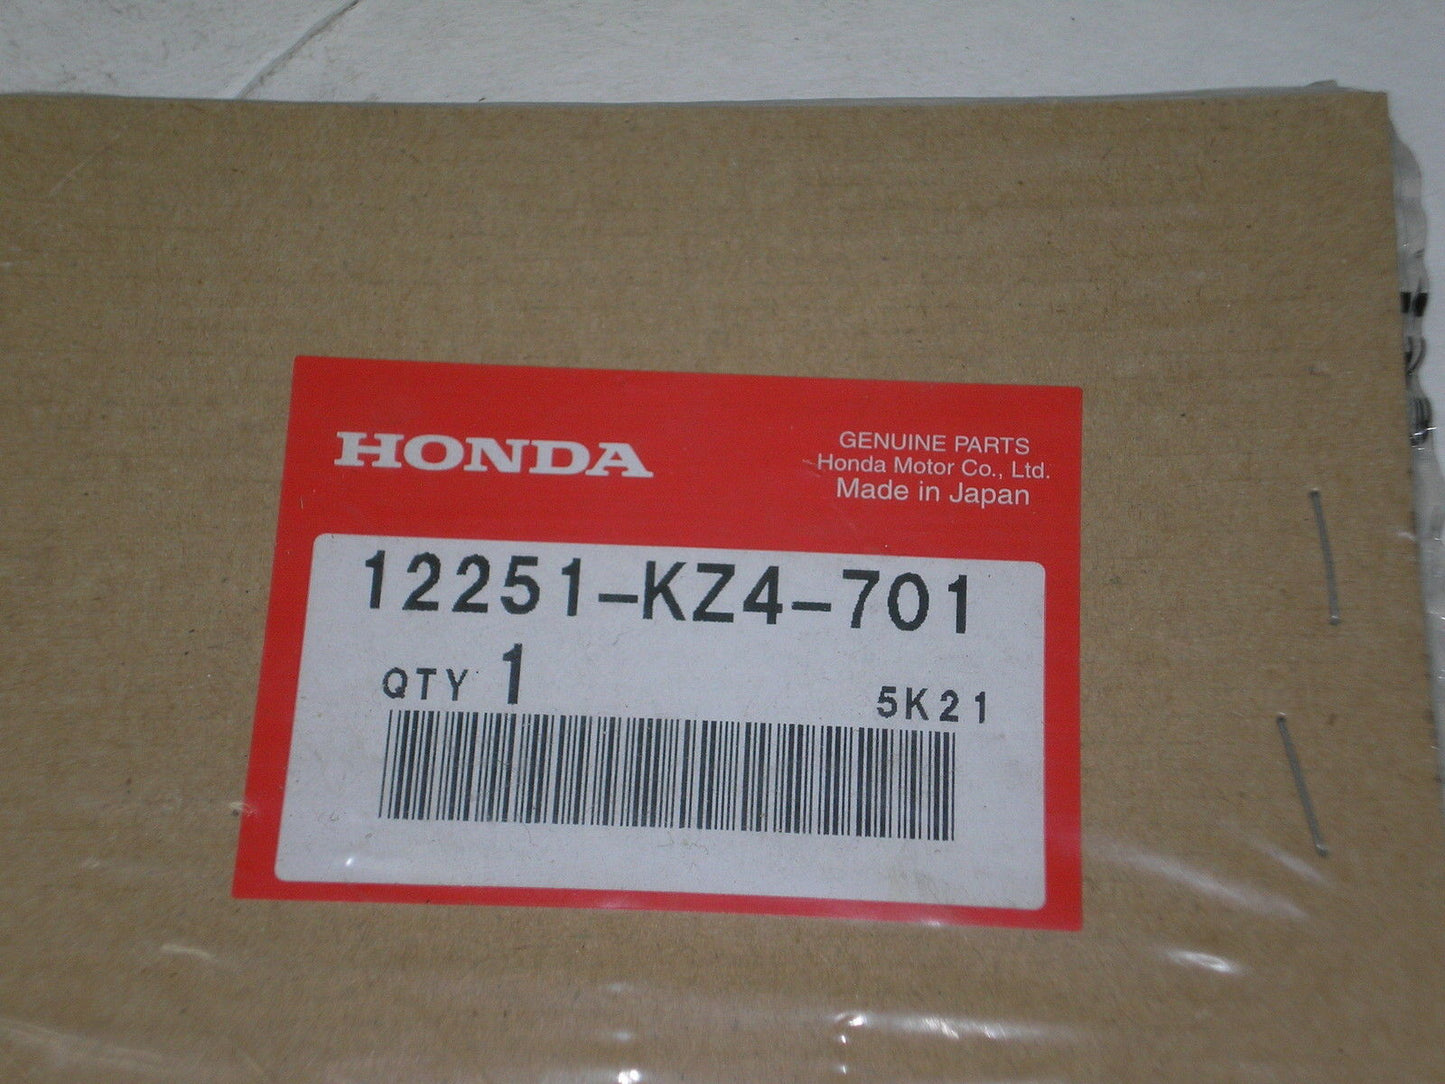 HONDA
GENUINE PARTS
Honda Motor Co., Ltd.
Made in Japan
12251-KZ4-701
QTY 1
5K21